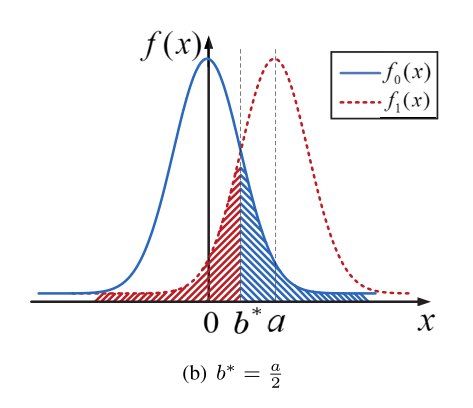 f(x)
f₀(x)
f₁(x)
0 b* a x
(b) b* = a/2